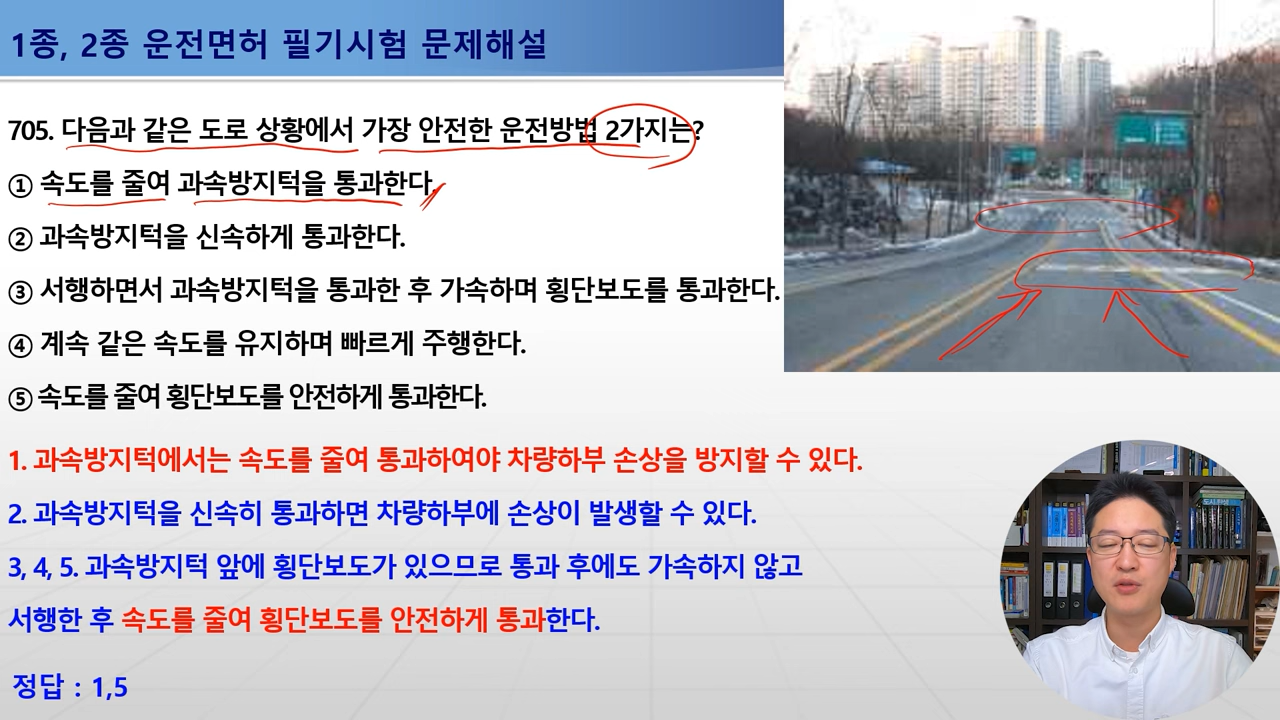 1종, 2종 운전면허 필기시험 문제해설
705. 다음과 같은 도로 상황에서 가장 안전한 운전방법 2가지는?
① 속도를 줄여 과속방지턱을 통과한다.
② 과속방지턱을 신속하게 통과한다.
③ 서행하면서 과속방지턱을 통과한 후 가속하며 횡단보도를 통과한다.
④ 계속 같은 속도를 유지하며 빠르게 주행한다.
⑤ 속도를 줄여 횡단보도를 안전하게 통과한다.
1. 과속방지턱에서는 속도를 줄여 통과하여야 차량하부 손상을 방지할 수 있다.
2. 과속방지턱을 신속히 통과하면 차량하부에 손상이 발생할 수 있다.
3, 4, 5. 과속방지턱 앞에 횡단보도가 있으므로 통과 후에도 가속하지 않고
서행한 후 속도를 줄여 횡단보도를 안전하게 통과한다.
정답 : 1,5